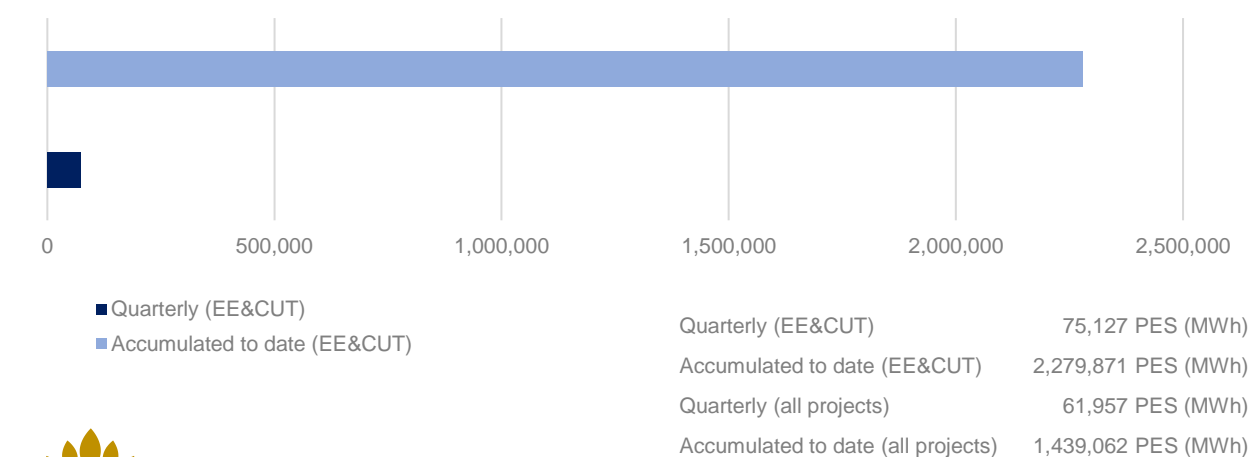 0 500,000 1,000,000 1,500,000 2,000,000 2,500,000
Quarterly (EE&CUT)
Accumulated to date (EE&CUT)
Quarterly (EE&CUT) 75,127 PES (MWh)
Accumulated to date (EE&CUT) 2,279,871 PES (MWh)
Quarterly (all projects) 61,957 PES (MWh)
Accumulated to date (all projects) 1,439,062 PES (MWh)